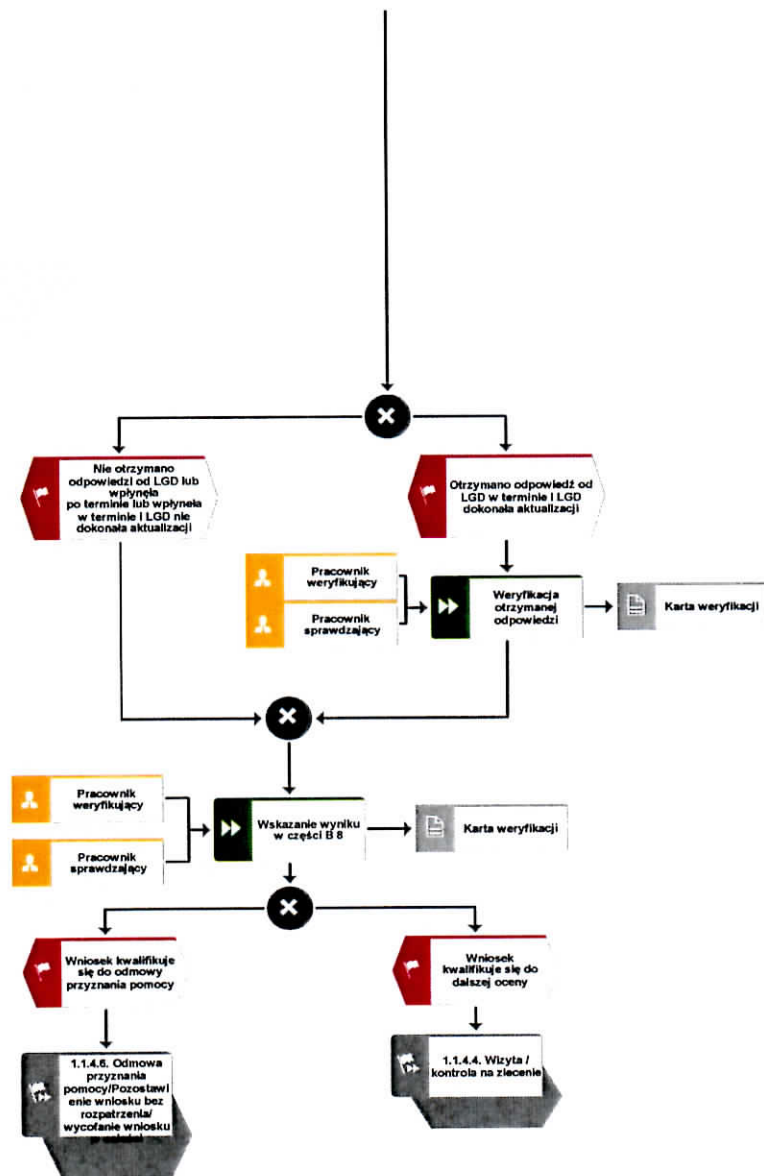 Nie otrzymano
odpowiedzi od LGD lub
wpłynęła
po terminie lub wpłyneła
w terminie I LGD nie
dokonała aktualizacji
Otrzymano odpowiedź od
LGD w terminie I LGD
dokonała aktualizacji
Pracownik
weryfikujący
Pracownik
sprawdzający
Weryfikacja
otrzymanej
odpowiedzi
Karta weryfikacji
Pracownik
weryfikujący
Pracownik
sprawdzający
Wskazanie wyniku
w części B 8
Karta weryfikacji
Wniosek kwalifikuje
się do odmowy
przyznania pomocy
Wniosek
kwalifikuje się do
dalszej oceny
1.1.4.6. Odmowa
przyznania
pomocy/Pozostawi
enie wniosku bez
rozpatrzenia/
wycofanie wniosku
1.1.4.4. Wizyta /
kontrola na zlecenie